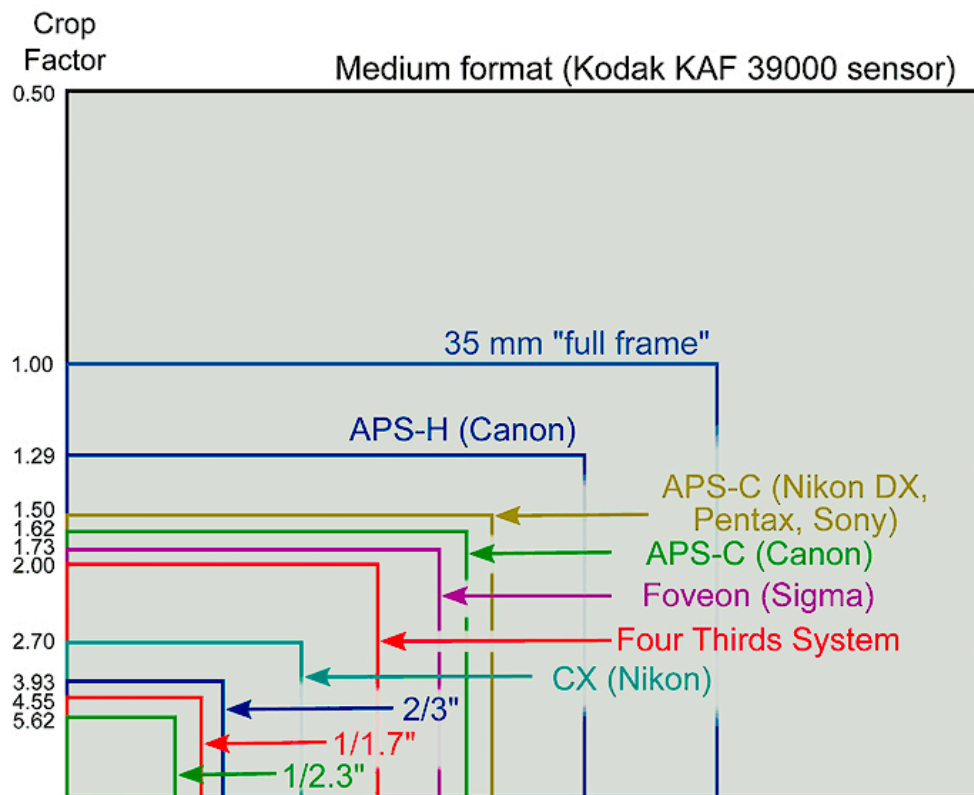 Crop
Factor
Medium format (Kodak KAF 39000 sensor)
0.50
35 mm "full frame"
1.00
APS-H (Canon)
1.29
APS-C (Nikon DX,
Pentax, Sony)
1.50
1.62
APS-C (Canon)
1.73
2.00
Foveon (Sigma)
Four Thirds System
2.70
CX (Nikon)
3.93
2/3"
4.55
5.62
1/1.7"
1/2.3"